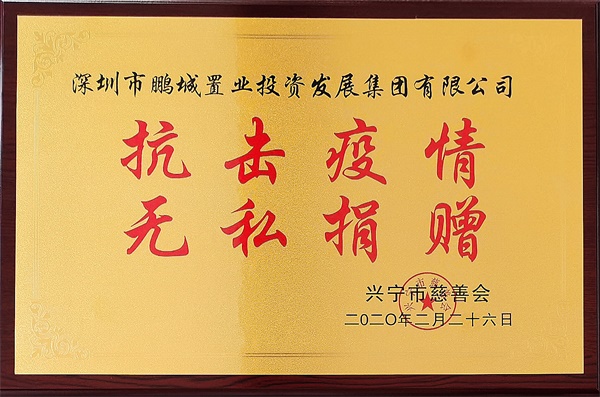 深圳市鹏城置业投资发展集团有限公司
抗击疫情
无私捐赠
兴宁市慈善会
二〇二〇年二月二十六日